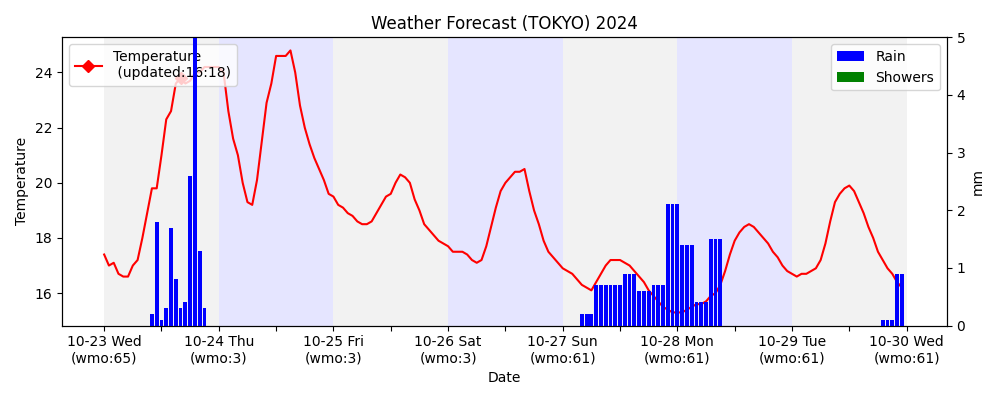 Weather Forecast (TOKYO) 2024
Temperature
(updated:16:18)
Rain
Showers
24
22
20
18
16
Temperature
5
4
3
2
1
0
mm
10-23 Wed
(wmo:65)
10-24 Thu
(wmo:3)
10-25 Fri
(wmo:3)
10-26 Sat
(wmo:3)
10-27 Sun
(wmo:61)
10-28 Mon
(wmo:61)
10-29 Tue
(wmo:61)
10-30 Wed
(wmo:61)
Date